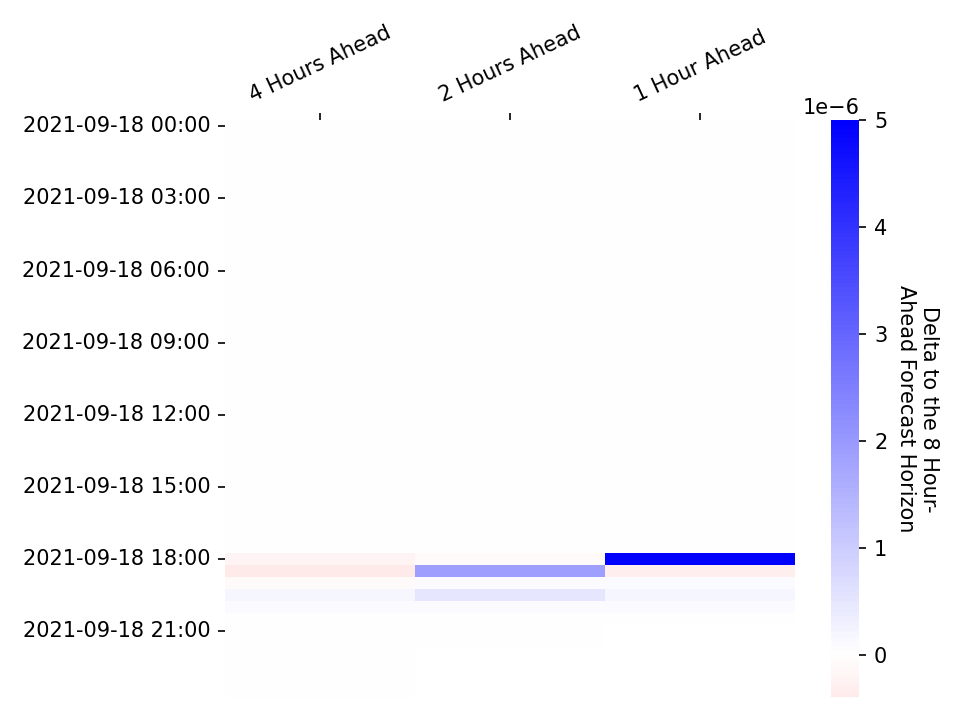 4 Hours Ahead
2 Hours Ahead
1 Hour Ahead
1e−6
2021-09-18 00:00
2021-09-18 03:00
2021-09-18 06:00
2021-09-18 09:00
2021-09-18 12:00
2021-09-18 15:00
2021-09-18 18:00
2021-09-18 21:00
5
4
3
2
1
0
Delta to the 8 Hour-
Ahead Forecast Horizon